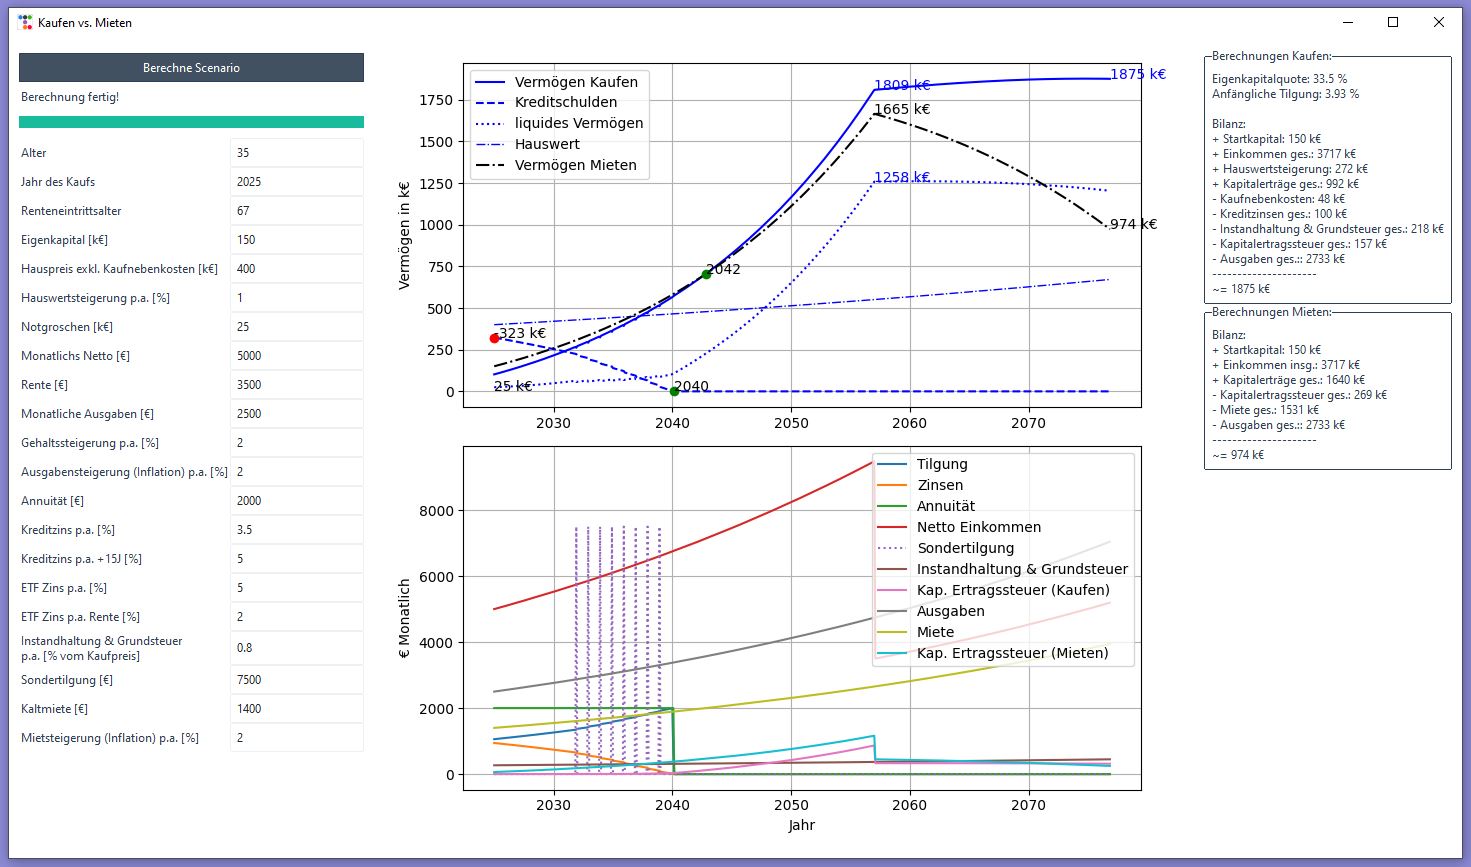 Kaufen vs. Mieten
Berechne Scenario
Berechnung fertig!
Alter 35
Jahr des Kaufs 2025
Renteneintrittsalter 67
Eigenkapital [k€] 150
Hauspreis exkl. Kaufnebenkosten [k€] 400
Hauswertsteigerung p.a. [%] 1
Notgroschen [k€] 25
Monatlichs Netto [€] 5000
Rente [€] 3500
Monatliche Ausgaben [€] 2500
Gehaltssteigerung p.a. [%] 2
Ausgabensteigerung (Inflation) p.a. [%] 2
Annuität [€] 2000
Kreditzins p.a. [%] 3.5
Kreditzins p.a. +15J [%] 5
ETF Zins p.a. [%] 5
ETF Zins p.a. Rente [%] 2
Instandhaltung & Grundsteuer
p.a. [% vom Kaufpreis] 0.8
Sondertilgung [€] 7500
Kaltmiete [€] 1400
Mietsteigerung (Inflation) p.a. [%] 2
Vermögen in k€
1750
1500
1250
1000
750
500
250
0
Vermögen Kaufen
Kreditschulden
liquides Vermögen
Hauswert
Vermögen Mieten
1809 k€
1875 k€
1665 k€
1258 k€
974 k€
2042
-323 k€
25 k€
2040
2030 2040 2050 2060 2070
€ Monatlich
8000
6000
4000
2000
0
Tilgung
Zinsen
Annuität
Netto Einkommen
Sondertilgung
Instandhaltung & Grundsteuer
Kap. Ertragssteuer (Kaufen)
Ausgaben
Miete
Kap. Ertragssteuer (Mieten)
2030 2040 2050 2060 2070
Jahr
Berechnungen Kaufen:
Eigenkapitalquote: 33.5 %
Anfängliche Tilgung: 3.93 %
Bilanz:
+ Startkapital: 150 k€
+ Einkommen ges.: 3717 k€
+ Hauswertsteigerung: 272 k€
+ Kapitalerträge ges.: 992 k€
- Kaufnebenkosten: 48 k€
- Kreditzinsen ges.: 100 k€
- Instandhaltung & Grundsteuer ges.: 218 k€
- Kapitalertragssteuer ges.: 157 k€
- Ausgaben ges.:: 2733 k€
---------------------
~= 1875 k€
Berechnungen Mieten:
Bilanz:
+ Startkapital: 150 k€
+ Einkommen insg.: 3717 k€
+ Kapitalerträge ges.: 1640 k€
- Kapitalertragssteuer ges.: 269 k€
- Miete ges.: 1531 k€
- Ausgaben ges.:: 2733 k€
---------------------
~= 974 k€